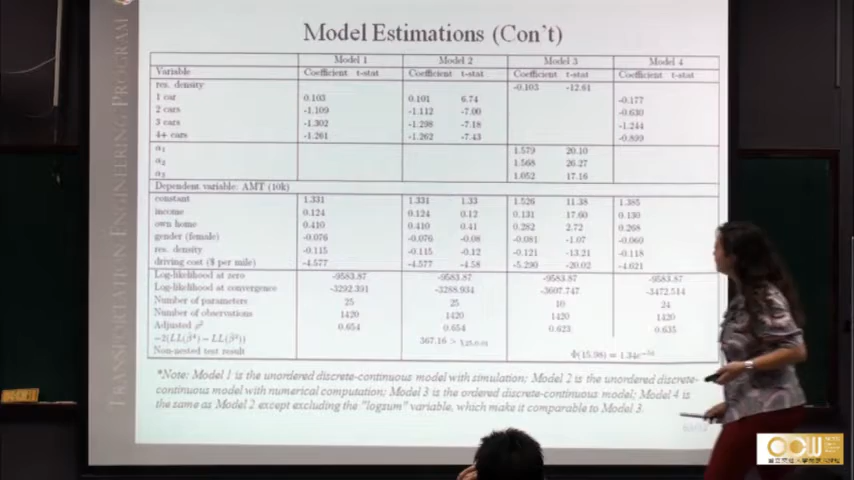 Model Estimations (Con't)
Model 1 Model 2 Model 3 Model 4
Variable Coefficient t-stat Coefficient t-stat Coefficient t-stat Coefficient t-stat
res. density -0.103 -12.61
1 car 0.103 0.101 6.74 -0.177
2 cars -1.109 -1.112 -7.00 -0.630
3 cars -1.302 -1.298 -7.18 -1.244
4+ cars -1.261 -1.262 -7.43 -0.899
α1 1.579 20.10
α2 1.568 26.27
α3 1.052 17.16
Dependent variable: AMT (10k)
constant 1.331 1.331 1.33 1.526 11.38 1.385
income 0.124 0.124 0.12 0.131 17.60 0.130
own home 0.410 0.410 0.41 0.282 2.72 0.268
gender (female) -0.076 -0.076 -0.08 -0.081 -1.07 -0.060
res. density -0.115 -0.115 -0.12 -0.121 -13.21 -0.118
driving cost ($ per mile) -4.577 -4.577 -4.58 -5.290 -20.02 -4.621
Log-likelihood at zero -9583.87 -9583.87 -9583.87 -9583.87
Log-likelihood at convergence -3292.391 -3288.934 -3607.747 -3472.514
Number of parameters 25 25 10 24
Number of observations 1420 1420 1420 1420
Adjusted ρ² 0.654 0.654 0.623 0.635
367.16 >
Non-nested test result Φ(15.98) =
*Note: Model 1 is the unordered discrete-continuous model with simulation; Model 2 is the unordered discrete-
continuous model with numerical computation; Model 3 is the ordered discrete-continuous model; Model 4 is
the same as Model 2 except excluding the "logsum" variable, which make it comparable to Model 3.
TRANSPORTATION ENGINEERING PROGRAM
OCW